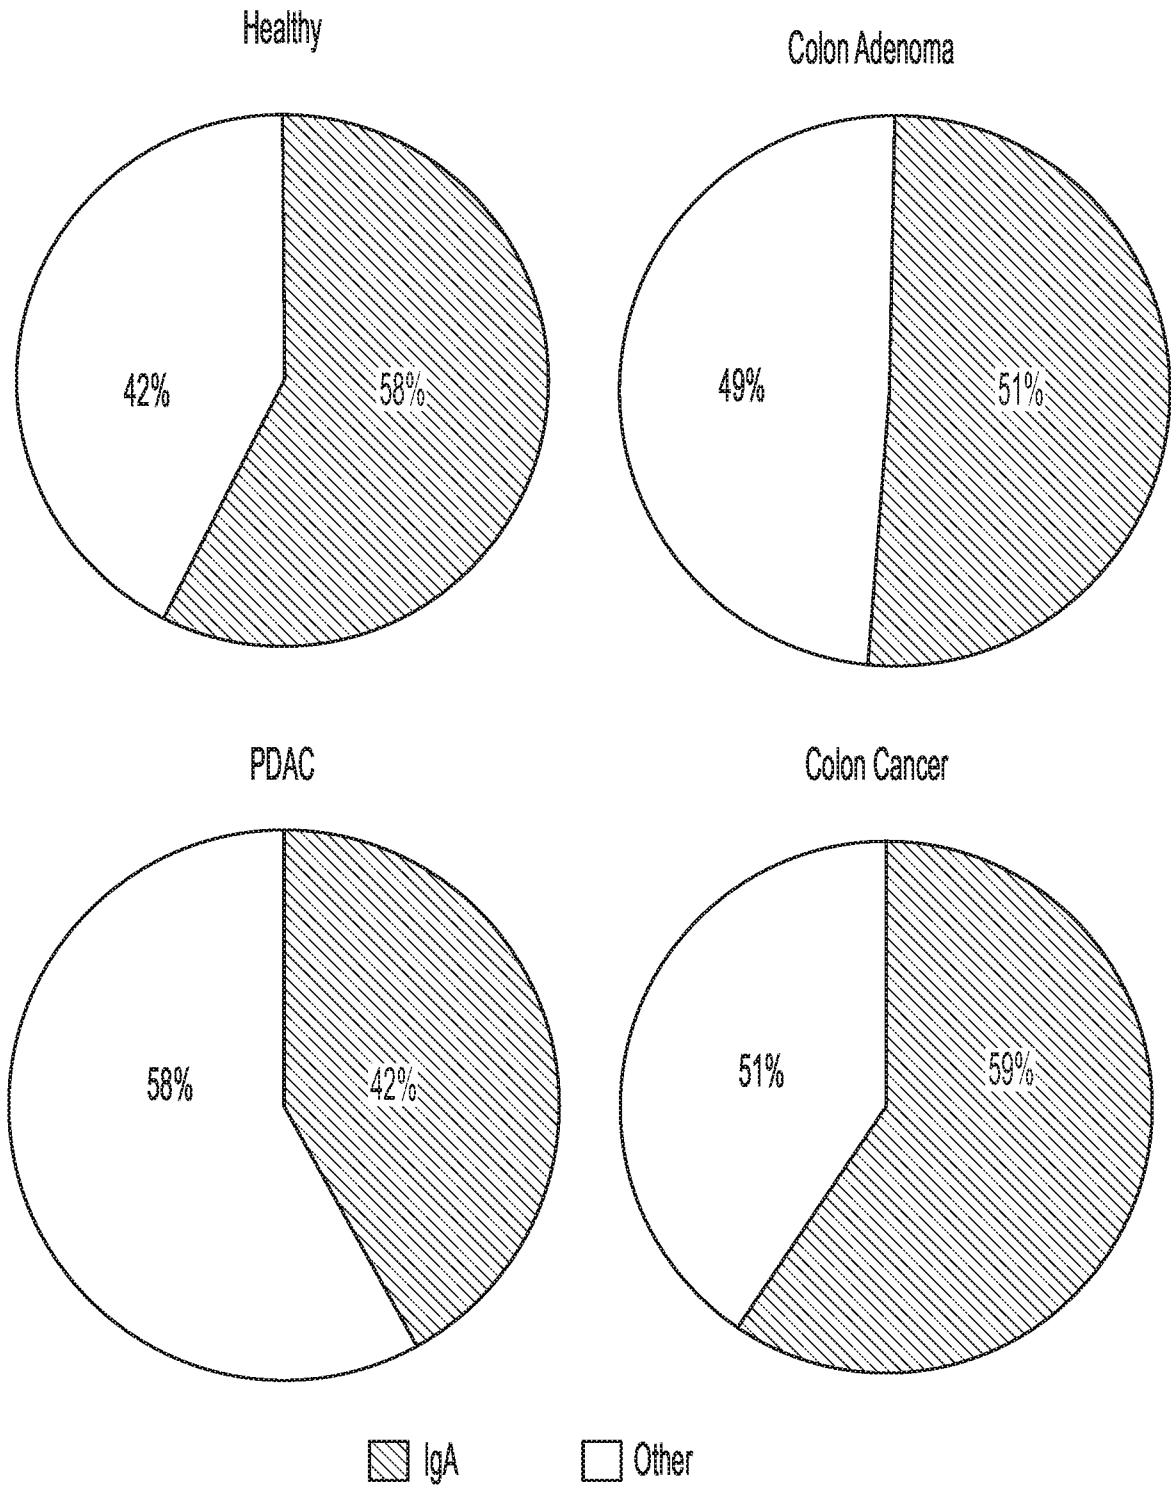 Healthy
Colon Adenoma
42%
58%
49%
51%
PDAC
Colon Cancer
58%
42%
51%
59%
IgA
Other